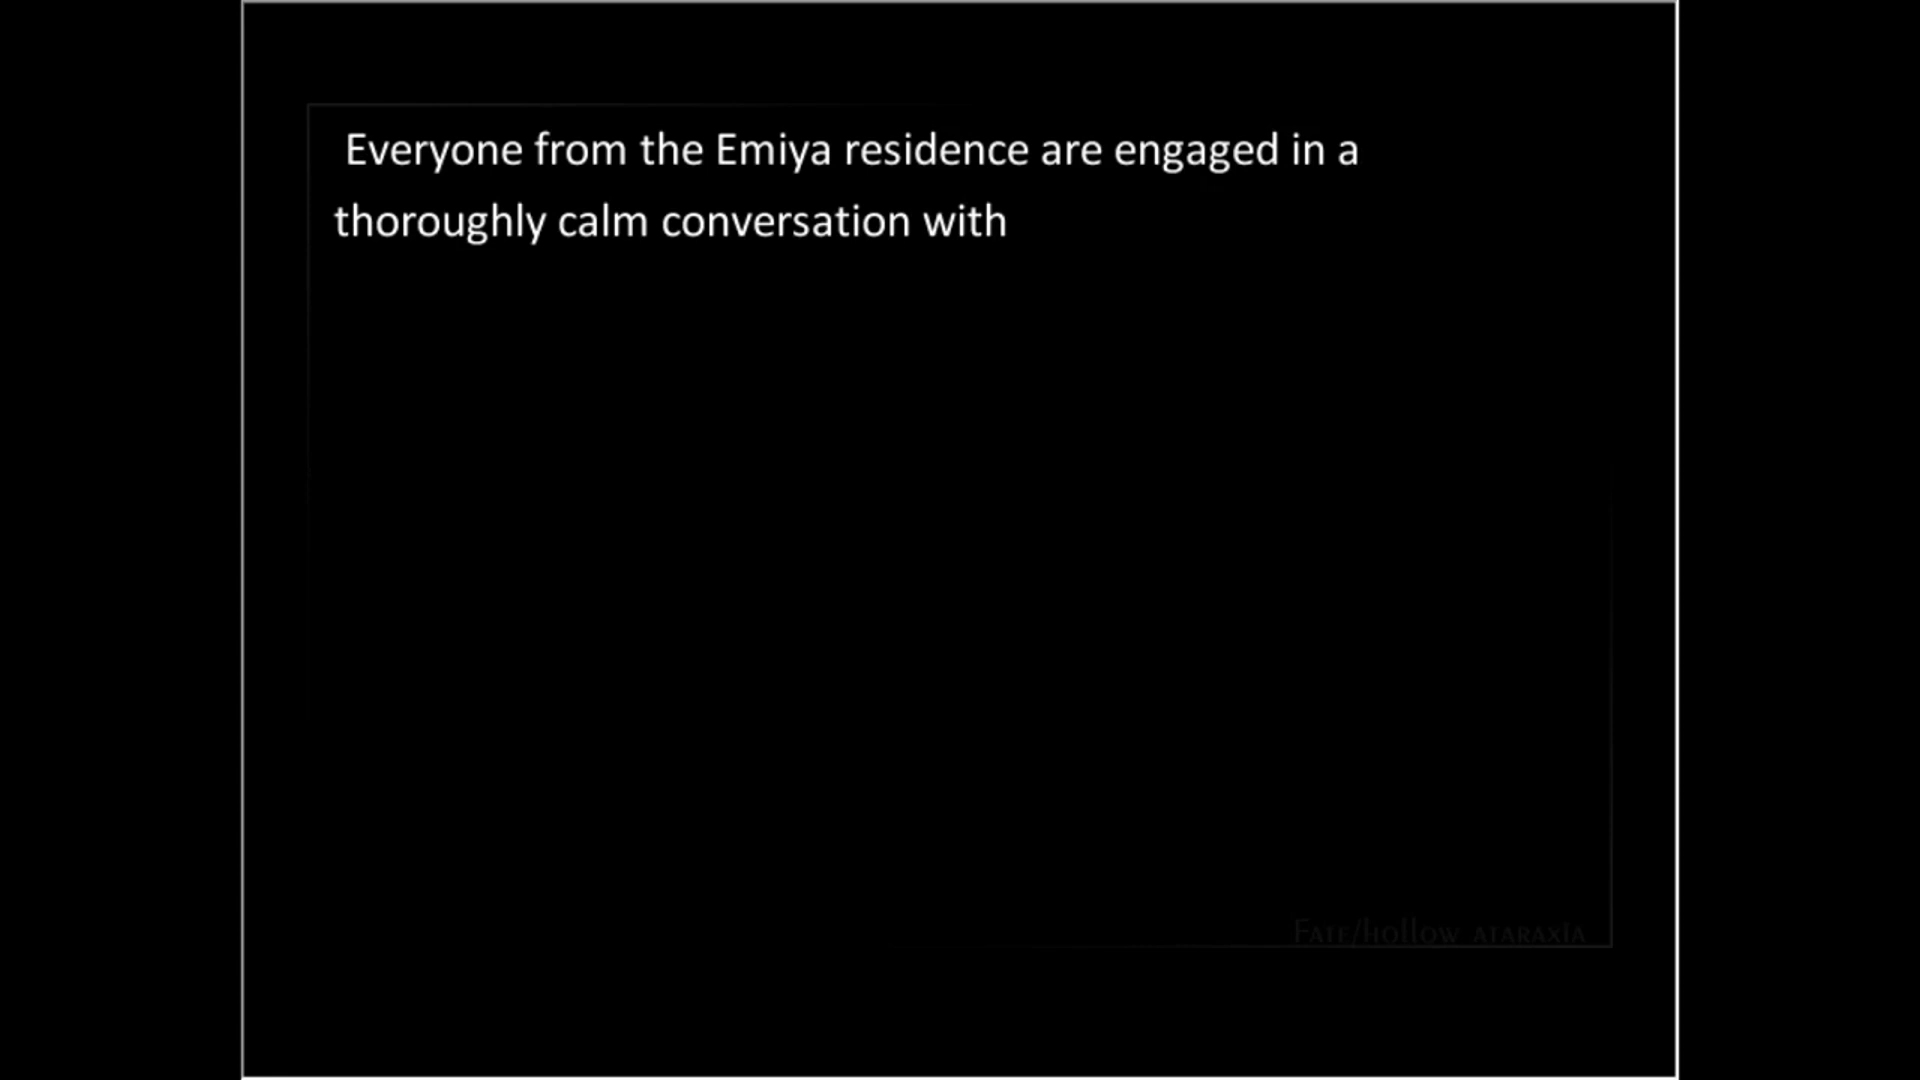 Everyone from the Emiya residence are engaged in a
thoroughly calm conversation with
Fate/hollow ataraxia